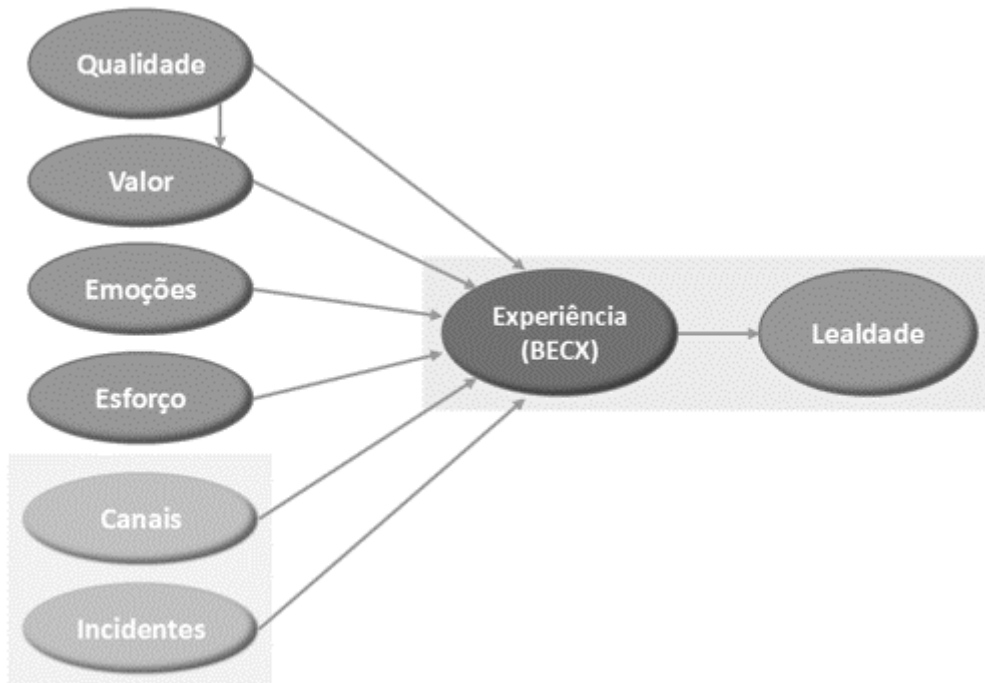 Qualidade
Valor
Emoções
Esforço
Canais
Incidentes
Experiência
(BECX)
Lealdade